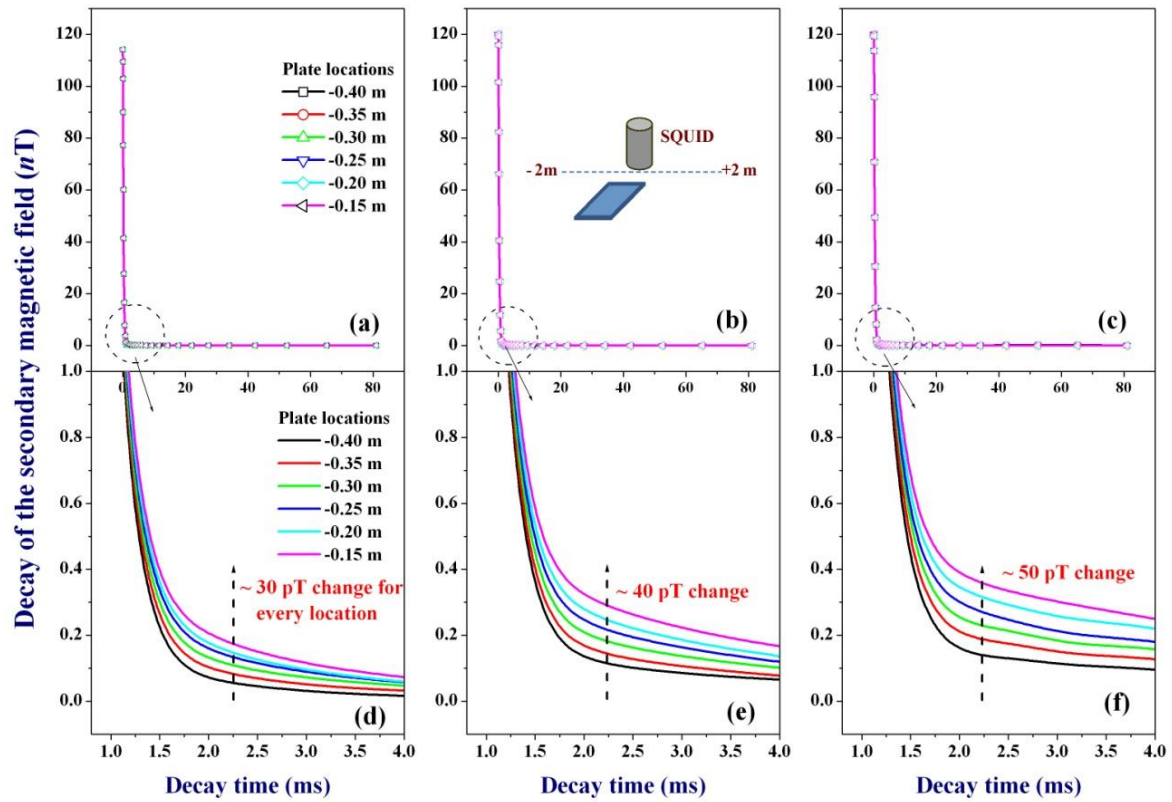 Decay of the secondary magnetic field (nT)
120
100
80
60
40
20
0
Plate locations
-0.40 m
-0.35 m
-0.30 m
-0.25 m
-0.20 m
-0.15 m
(a)
0 20 40 60 80
120
100
80
60
40
20
0
SQUID
- 2m
+2 m
(b)
0 20 40 60 80
120
100
80
60
40
20
0
(c)
0 20 40 60 80
1.0
0.8
0.6
0.4
0.2
0.0
Plate locations
-0.40 m
-0.35 m
-0.30 m
-0.25 m
-0.20 m
-0.15 m
~ 30 pT change for
every location
(d)
1.0 1.5 2.0 2.5 3.0 3.5 4.0
Decay time (ms)
1.0
0.8
0.6
0.4
0.2
0.0
~ 40 pT change
(e)
1.0 1.5 2.0 2.5 3.0 3.5 4.0
Decay time (ms)
1.0
0.8
0.6
0.4
0.2
0.0
~ 50 pT change
(f)
1.0 1.5 2.0 2.5 3.0 3.5 4.0
Decay time (ms)